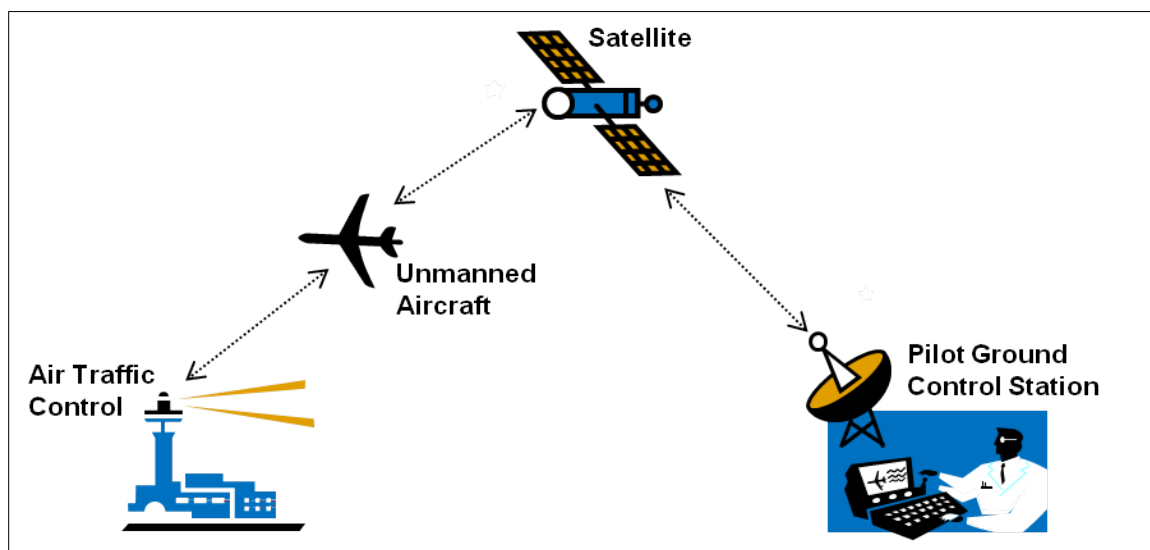 Satellite
Unmanned
Aircraft
Air Traffic
Control
Pilot Ground
Control Station